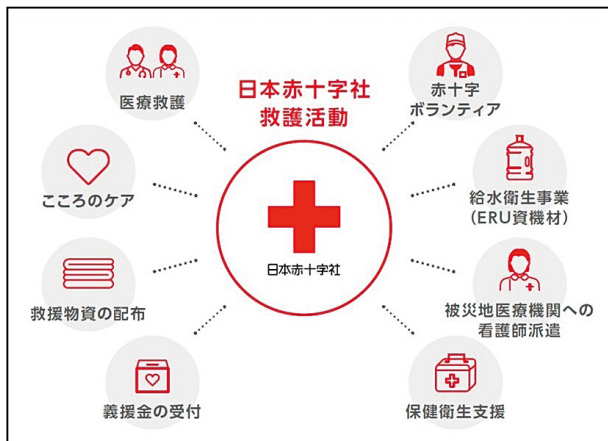 日本赤十字社
救護活動
医療救護
こころのケア
救援物資の配布
義援金の受付
日本赤十字社
赤十字
ボランティア
給水衛生事業
(ERU資機材)
被災地医療機関への
看護師派遣
保健衛生支援